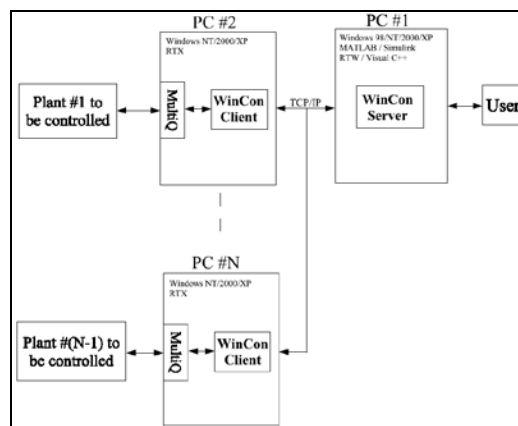 PC #2
Windows NT/2000/XP
RTX
Plant #1 to
be controlled
MultiQ
WinCon
Client
TCP/IP
PC #1
Windows 98/NT/2000/XP
MATLAB / Simulink
RTW / Visual C++
WinCon
Server
User
PC #N
Windows NT/2000/XP
RTX
Plant #(N-1) to
be controlled
MultiQ
WinCon
Client